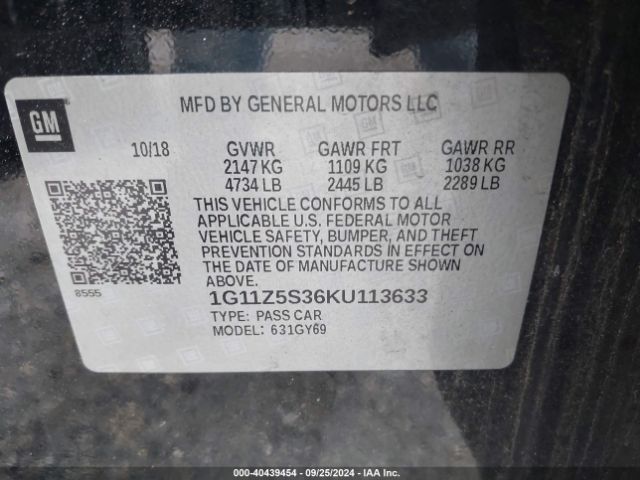 GM
MFD BY GENERAL MOTORS LLC
10/18 GVWR GAWR FRT GAWR RR
2147 KG 1109 KG 1038 KG
4734 LB 2445 LB 2289 LB
THIS VEHICLE CONFORMS TO ALL
APPLICABLE U.S. FEDERAL MOTOR
VEHICLE SAFETY, BUMPER, AND THEFT
PREVENTION STANDARDS IN EFFECT ON
THE DATE OF MANUFACTURE SHOWN
ABOVE.
8555
1G11Z5S36KU113633
TYPE: PASS CAR
MODEL: 631GY69
000-40439454 - 09/25/2024 - IAA Inc.